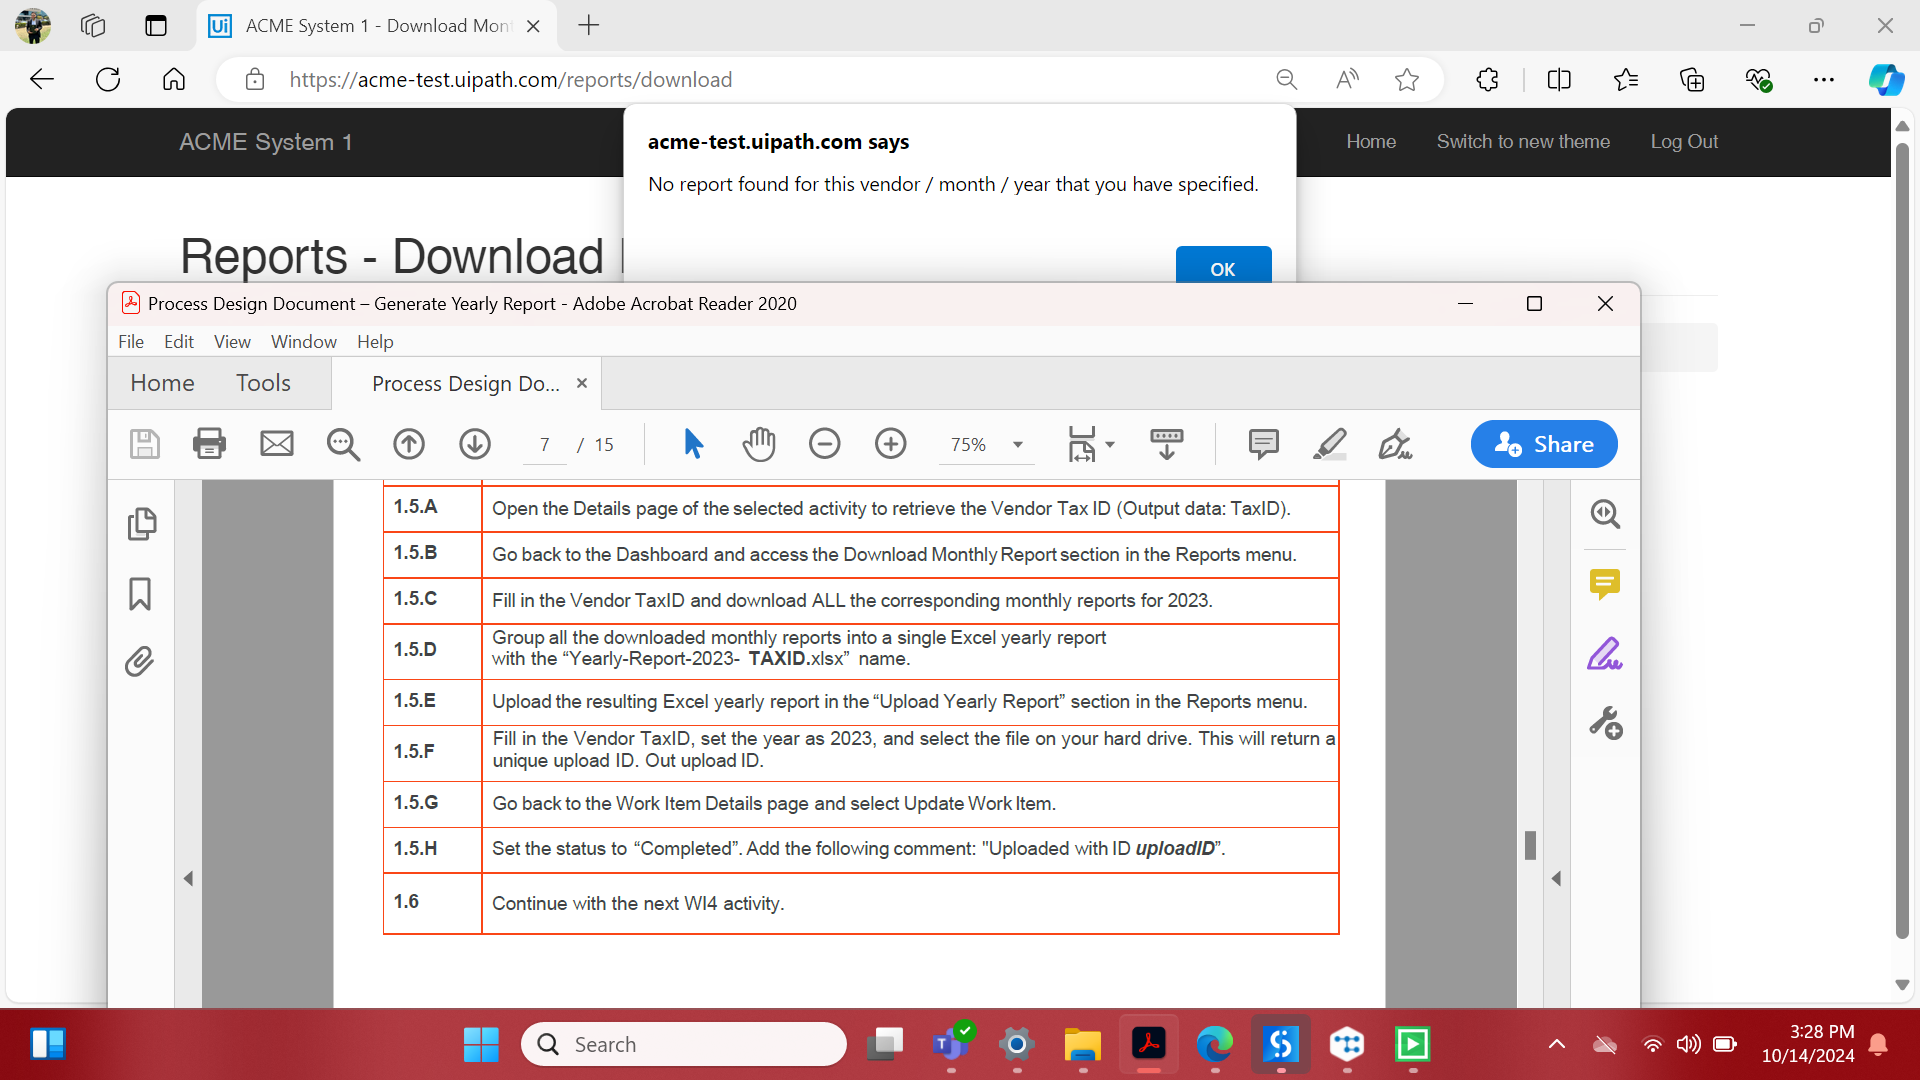 ACME System 1 - Download Mon
https://acme-test.uipath.com/reports/download
ACME System 1
Home
Switch to new theme
Log Out
acme-test.uipath.com says
No report found for this vendor / month / year that you have specified.
OK
Reports - Download
Process Design Document – Generate Yearly Report - Adobe Acrobat Reader 2020
File Edit View Window Help
Home Tools Process Design Do...
7 / 15
75%
Share
1.5.A Open the Details page of the selected activity to retrieve the Vendor Tax ID (Output data: TaxID).
1.5.B Go back to the Dashboard and access the Download Monthly Report section in the Reports menu.
1.5.C Fill in the Vendor TaxID and download ALL the corresponding monthly reports for 2023.
1.5.D Group all the downloaded monthly reports into a single Excel yearly report
with the “Yearly-Report-2023- TAXID.xlsx” name.
1.5.E Upload the resulting Excel yearly report in the “Upload Yearly Report” section in the Reports menu.
1.5.F Fill in the Vendor TaxID, set the year as 2023, and select the file on your hard drive. This will return a
unique upload ID. Out upload ID.
1.5.G Go back to the Work Item Details page and select Update Work Item.
1.5.H Set the status to “Completed”. Add the following comment: "Uploaded with ID uploadID”.
1.6 Continue with the next WI4 activity.
Search
3:28 PM
10/14/2024